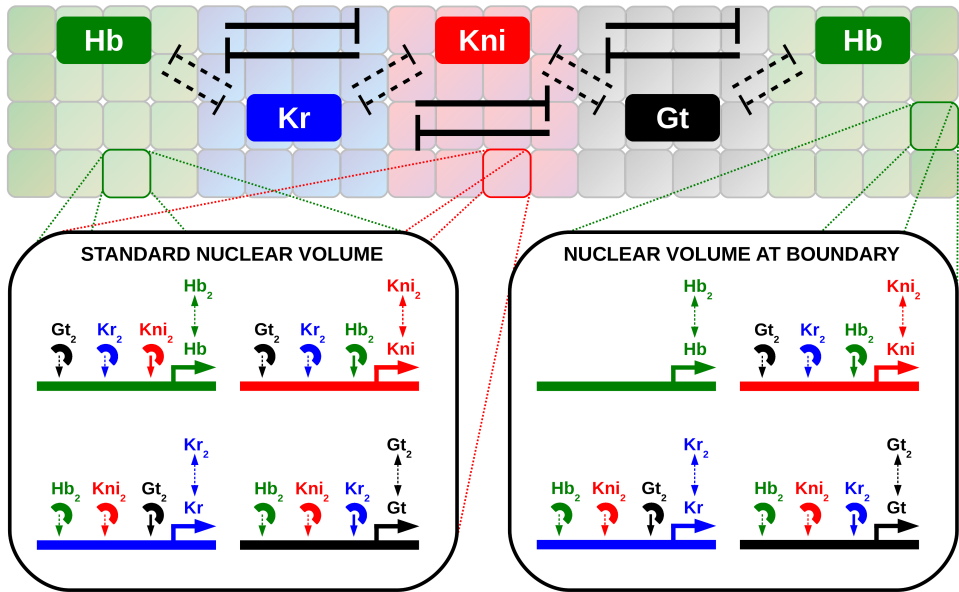 Hb Kni Hb
Kr Gt
STANDARD NUCLEAR VOLUME
Hb2 Kni2
Gt2 Kr2 Kni2 Hb
Gt2 Kr2 Hb2 Kni
Kr2 Gt2
Hb2 Kni2 Gt2 Kr
Hb2 Kni2 Kr2 Gt
NUCLEAR VOLUME AT BOUNDARY
Hb2 Kni2
Hb
Gt2 Kr2 Hb2 Kni
Kr2 Gt2
Hb2 Kni2 Gt2 Kr
Hb2 Kni2 Kr2 Gt